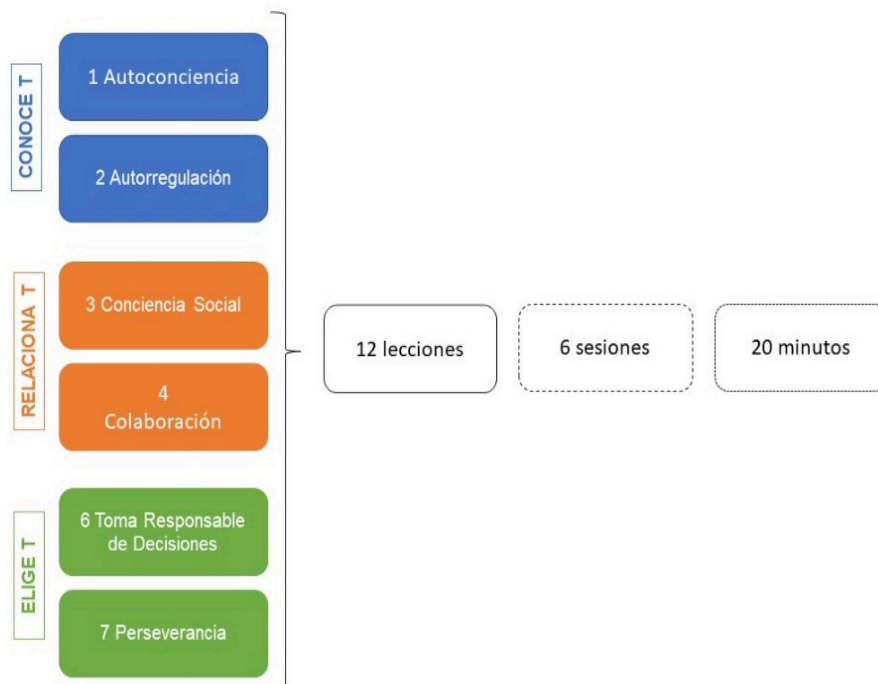 CONOCE T
1 Autoconciencia
2 Autorregulación
RELACIONA T
3 Conciencia Social
4
Colaboración
ELIGE T
6 Toma Responsable
de Decisiones
7 Perseverancia
12 lecciones
6 sesiones
20 minutos